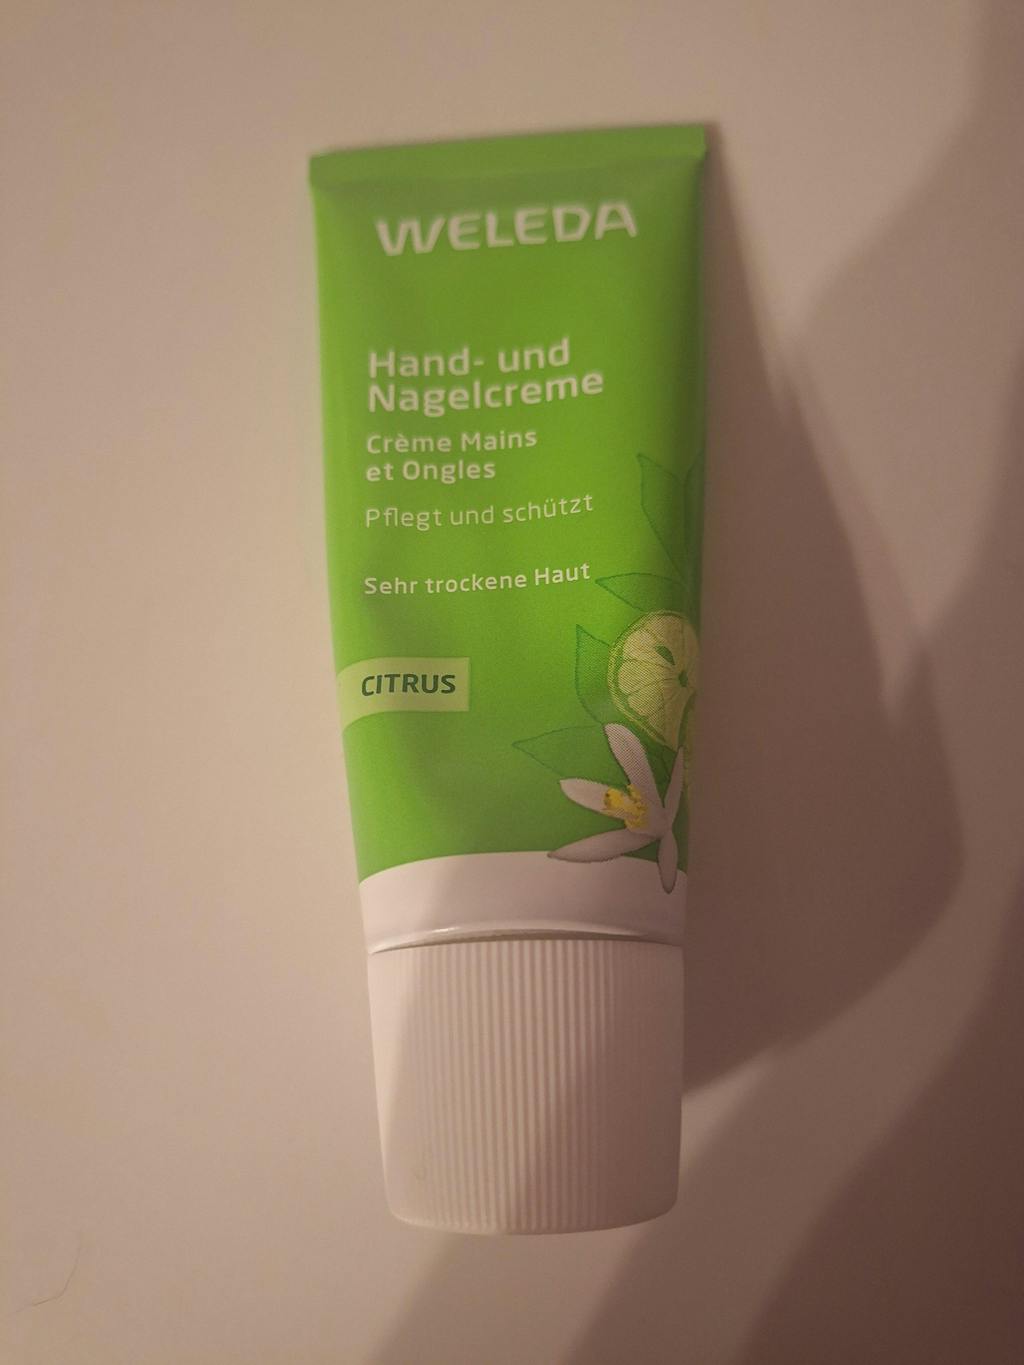 WELEDA
Hand- und
Nagelcreme
Crème Mains
et Ongles
Pflegt und schützt
Sehr trockene Haut
CITRUS